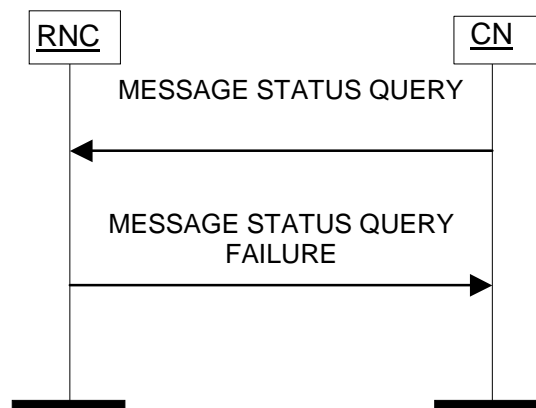 RNC
CN
MESSAGE STATUS QUERY
MESSAGE STATUS QUERY
FAILURE